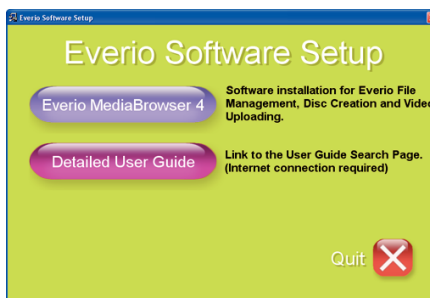 Everio Software Setup
Everio Software Setup
Everio MediaBrowser 4
Software installation for Everio File
Management, Disc Creation and Video
Uploading.
Detailed User Guide
Link to the User Guide Search Page.
(Internet connection required)
Quit